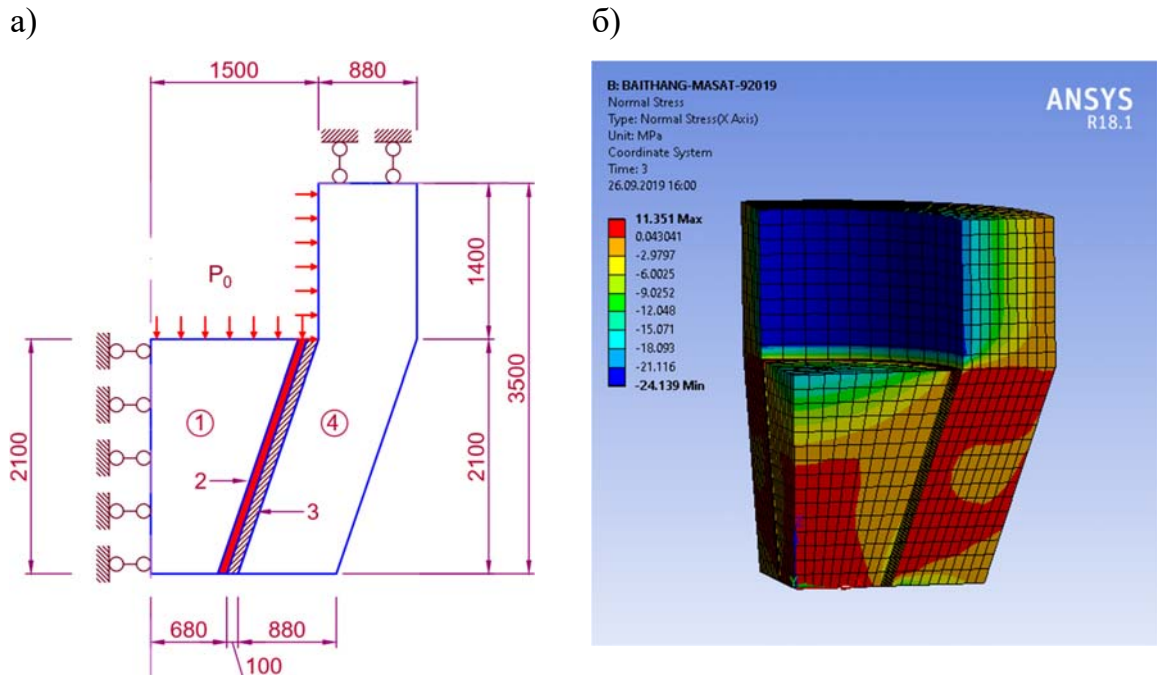 а)
б)
1500
880
P0
1400
3500
2100
2100
1
4
2
3
680
880
100
B: BAITHANG-MASAT-92019
Normal Stress
Type: Normal Stress(X Axis)
Unit: MPa
Coordinate System
Time: 3
26.09.2019 16:00
ANSYS
R18.1
11.351 Max
0.043041
-2.9797
-6.0025
-9.0252
-12.048
-15.071
-18.093
-21.116
-24.139 Min
Y